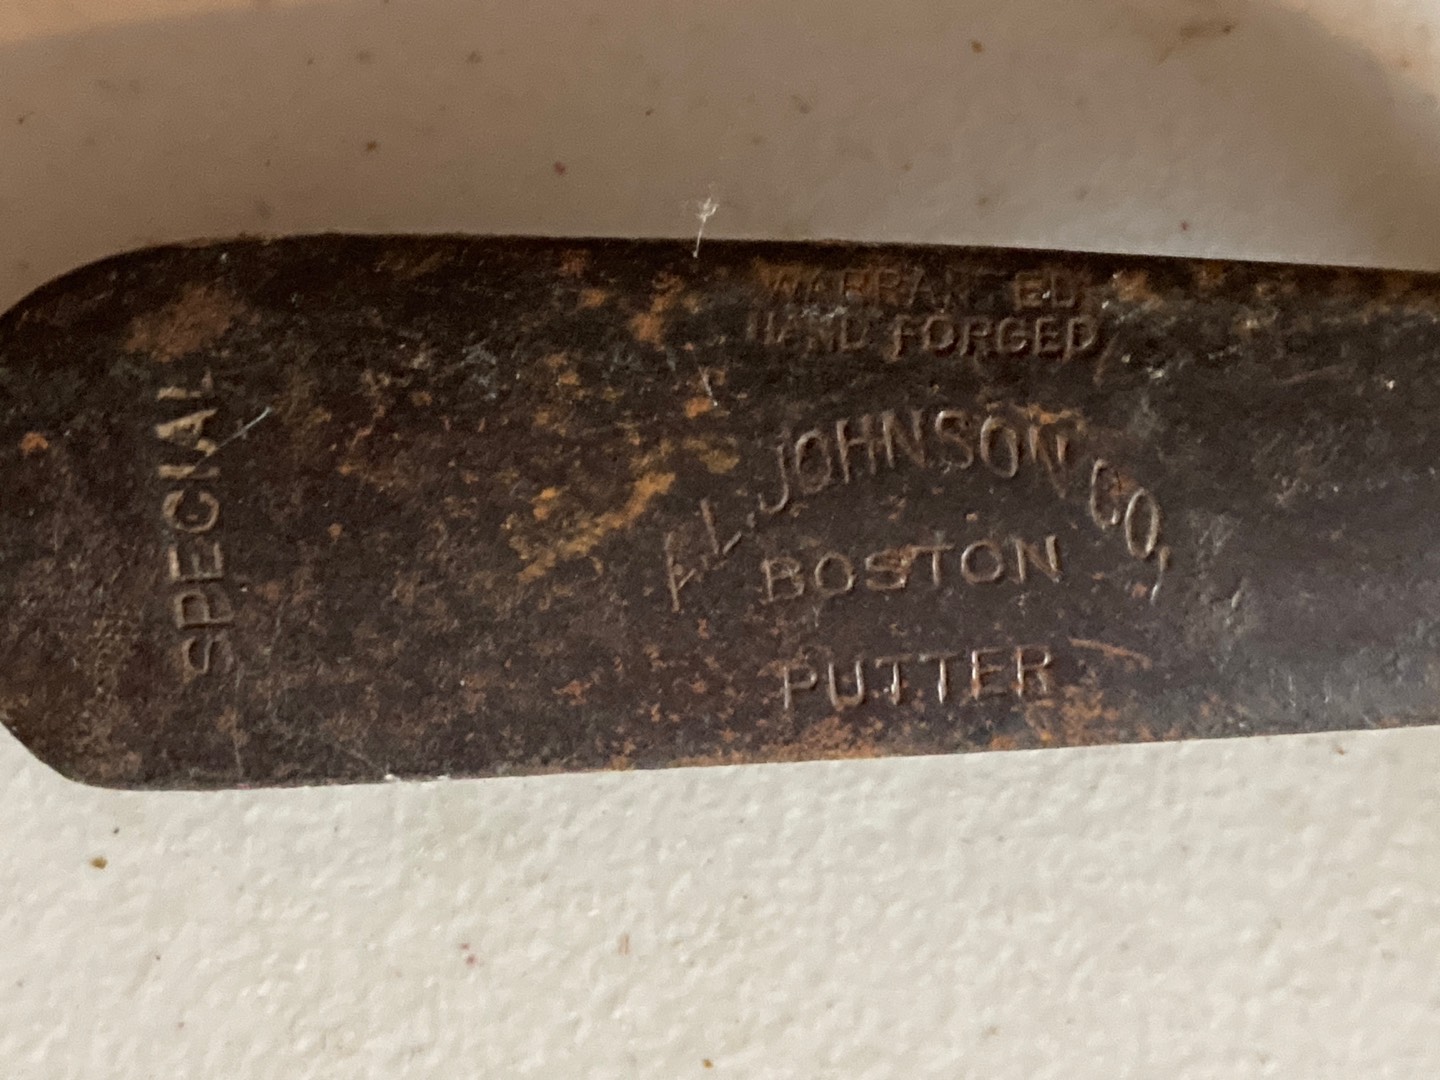 WARRANTED
HAND FORGED
A.L. JOHNSON CO.
BOSTON
PUTTER
SPECIAL